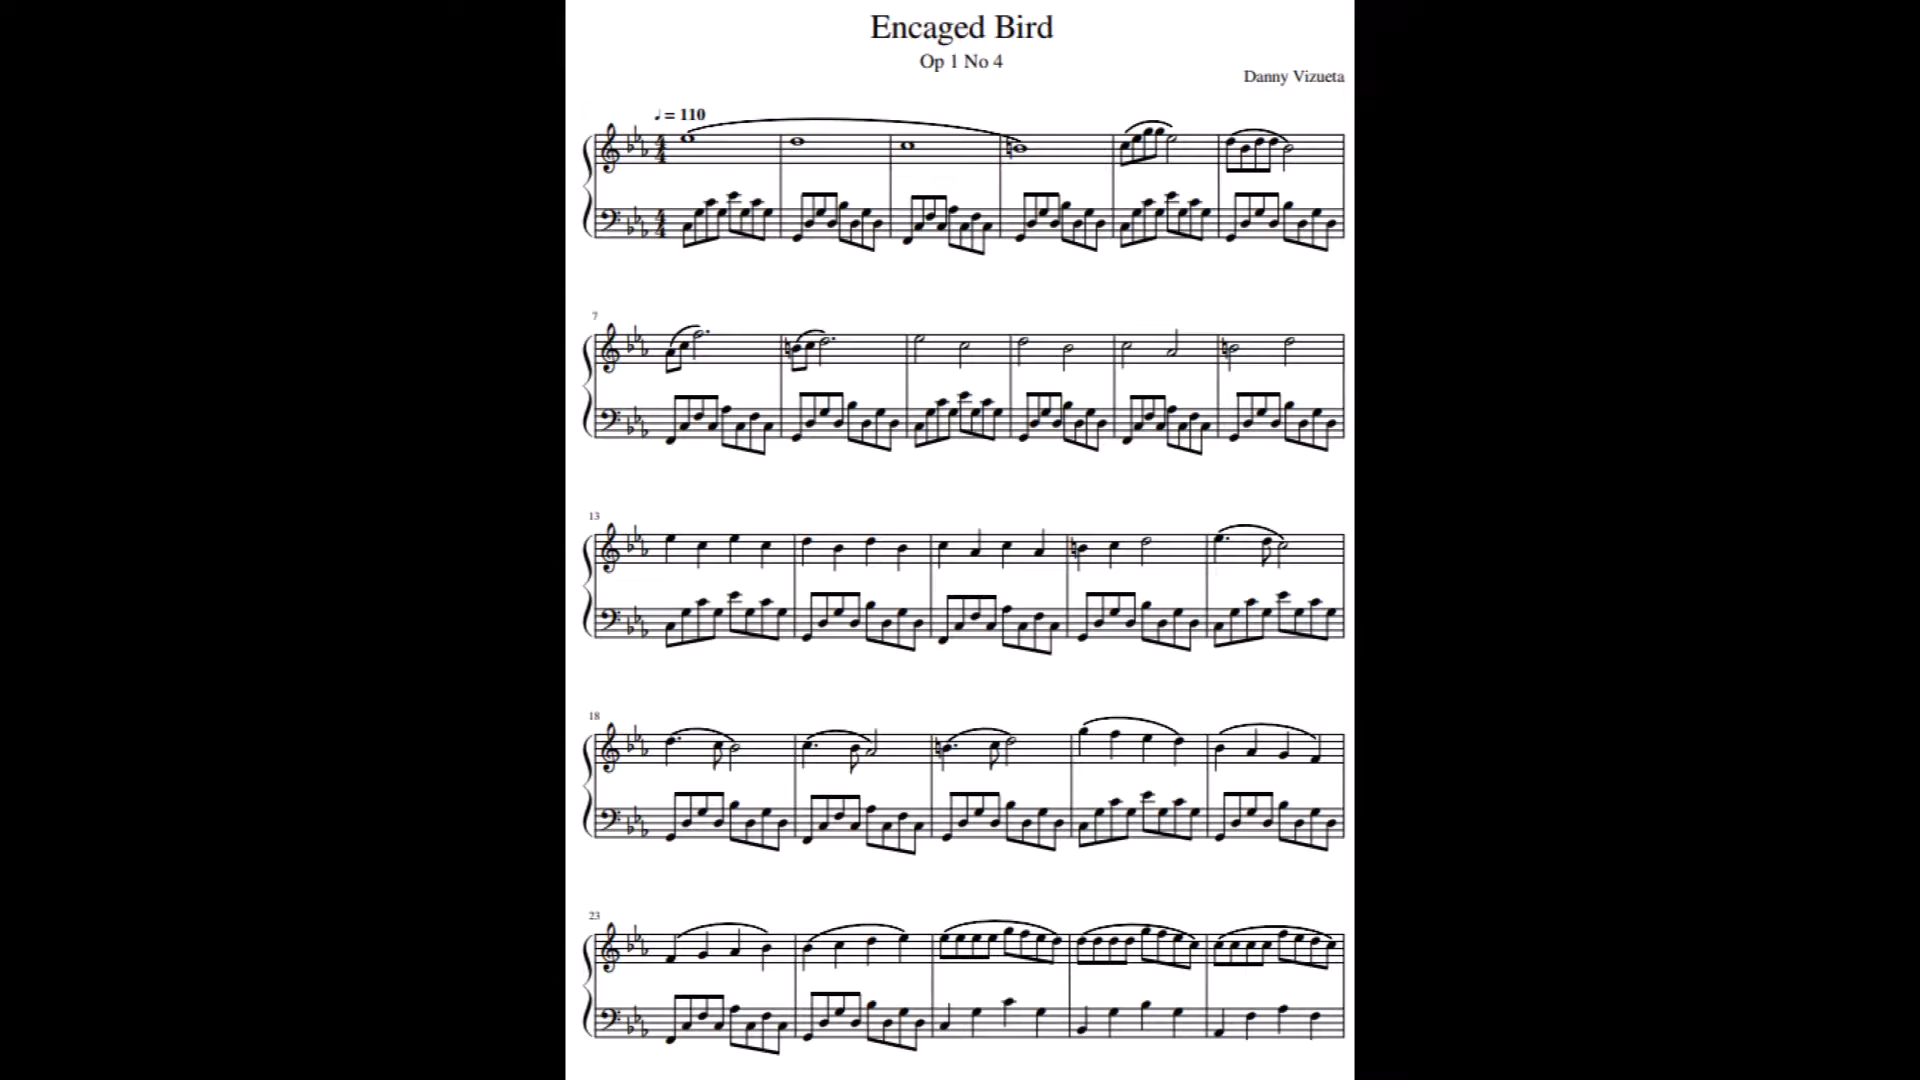 Encaged Bird
Op 1 No 4
Danny Vizueta
♩ = 110
7
13
18
23